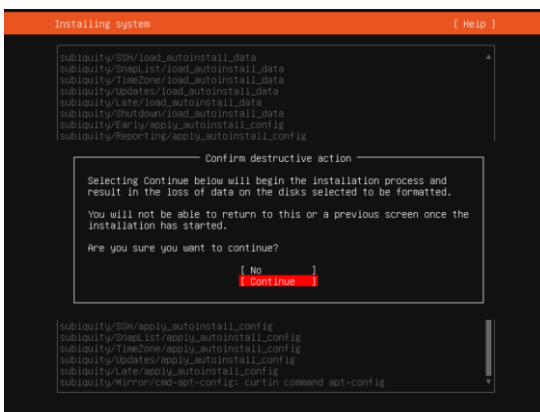 Installing system [ Help ]
subiquity/SSH/load_autoinstall_data
subiquity/SnapList/load_autoinstall_data
subiquity/TimeZone/load_autoinstall_data
subiquity/Updates/load_autoinstall_data
subiquity/Late/load_autoinstall_data
subiquity/Shutdown/load_autoinstall_data
subiquity/Early/apply_autoinstall_config
subiquity/Reporting/apply_autoinstall_config
Confirm destructive action
Selecting Continue below will begin the installation process and
result in the loss of data on the disks selected to be formatted.
You will not be able to return to this or a previous screen once the
installation has started.
Are you sure you want to continue?
[ No ]
[ Continue ]
subiquity/SSH/apply_autoinstall_config
subiquity/SnapList/apply_autoinstall_config
subiquity/TimeZone/apply_autoinstall_config
subiquity/Updates/apply_autoinstall_config
subiquity/Late/apply_autoinstall_config
subiquity/Mirror/cmd-apt-config: curtin command apt-config